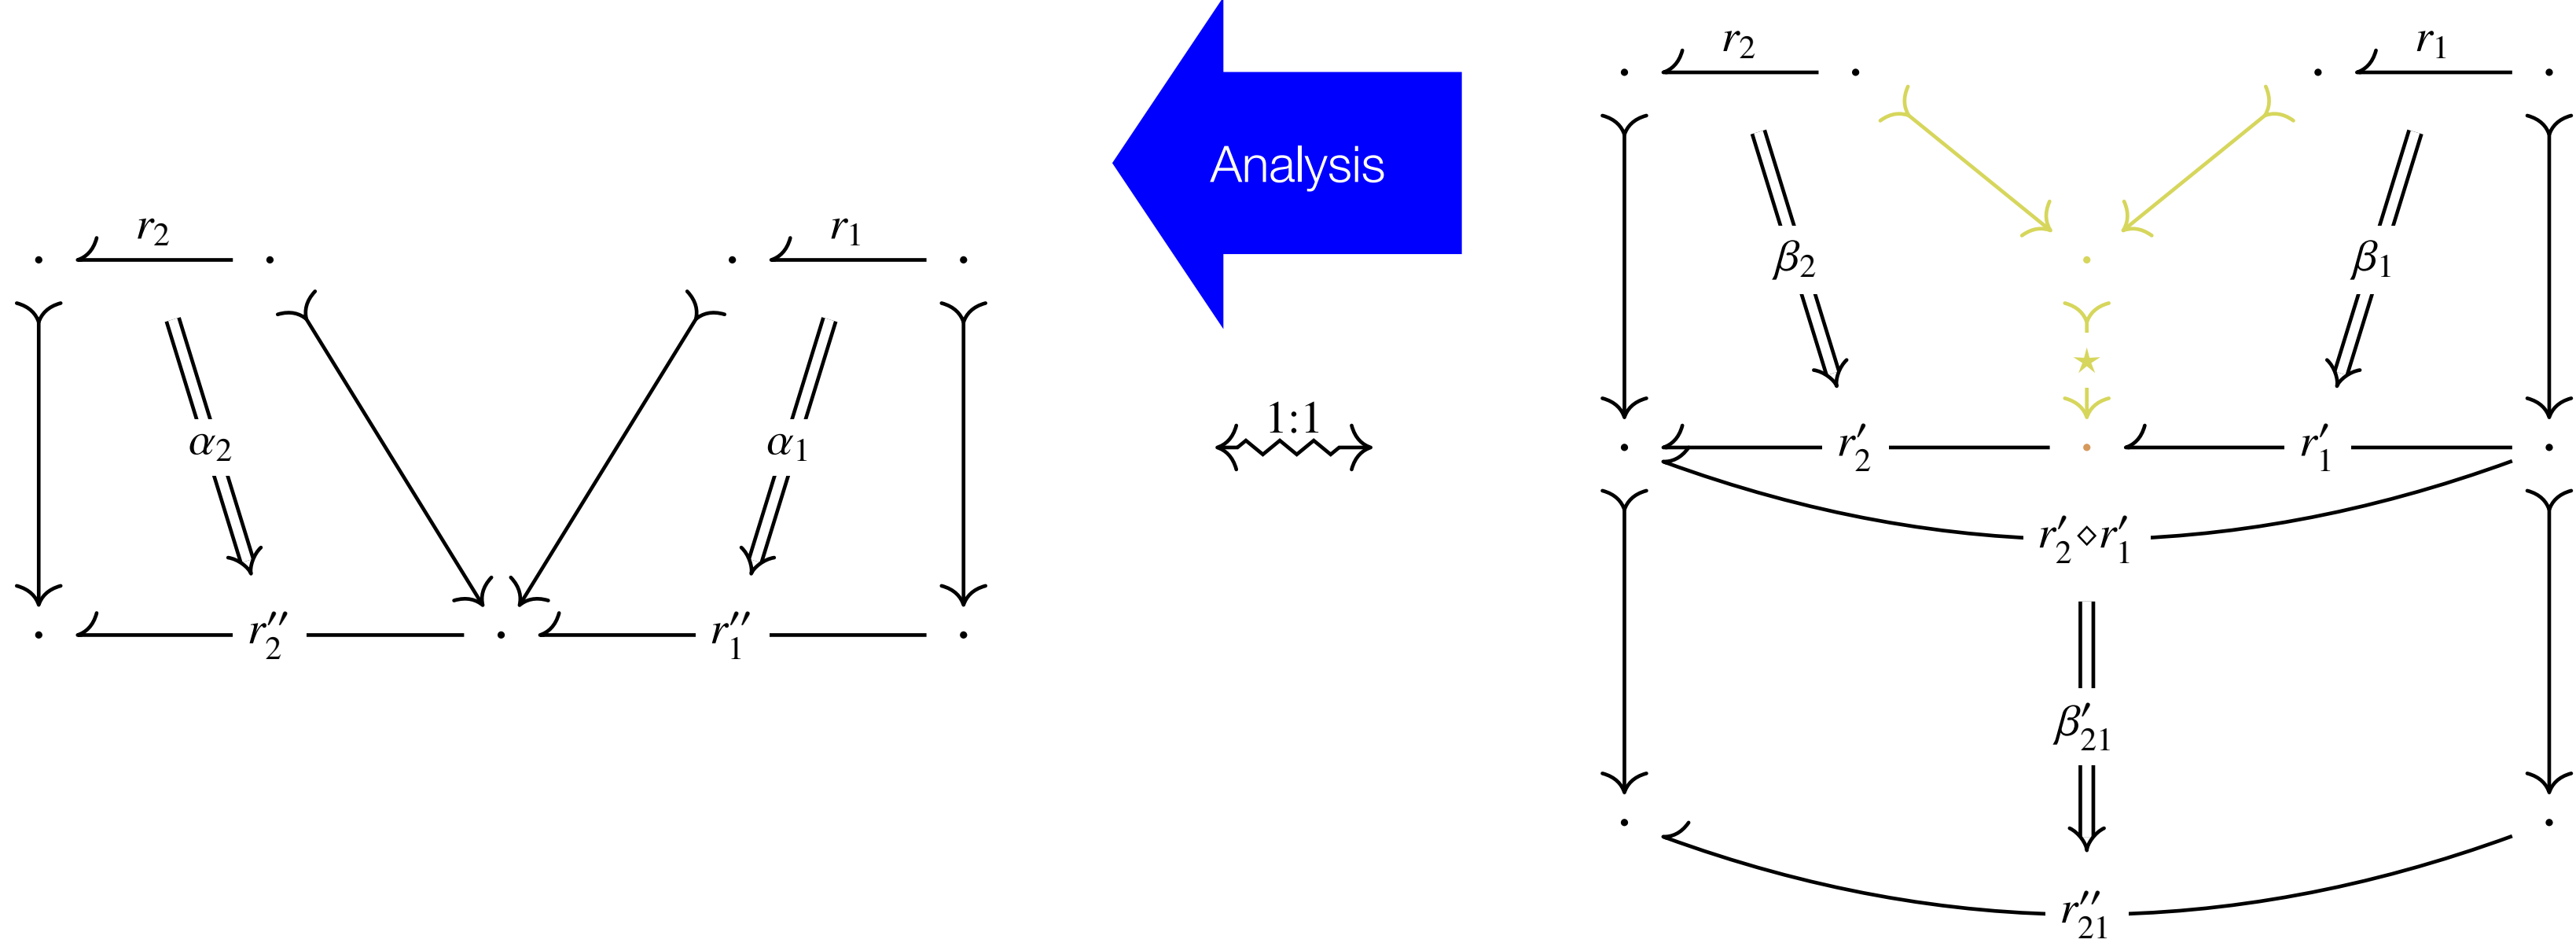 r₂
r₁
α₂
α₁
r″₂
r″₁
Analysis
1:1
r₂
r₁
β₂
β₁
r′₂
r′₁
r′₂⋄r′₁
β′₂₁
r″₂₁